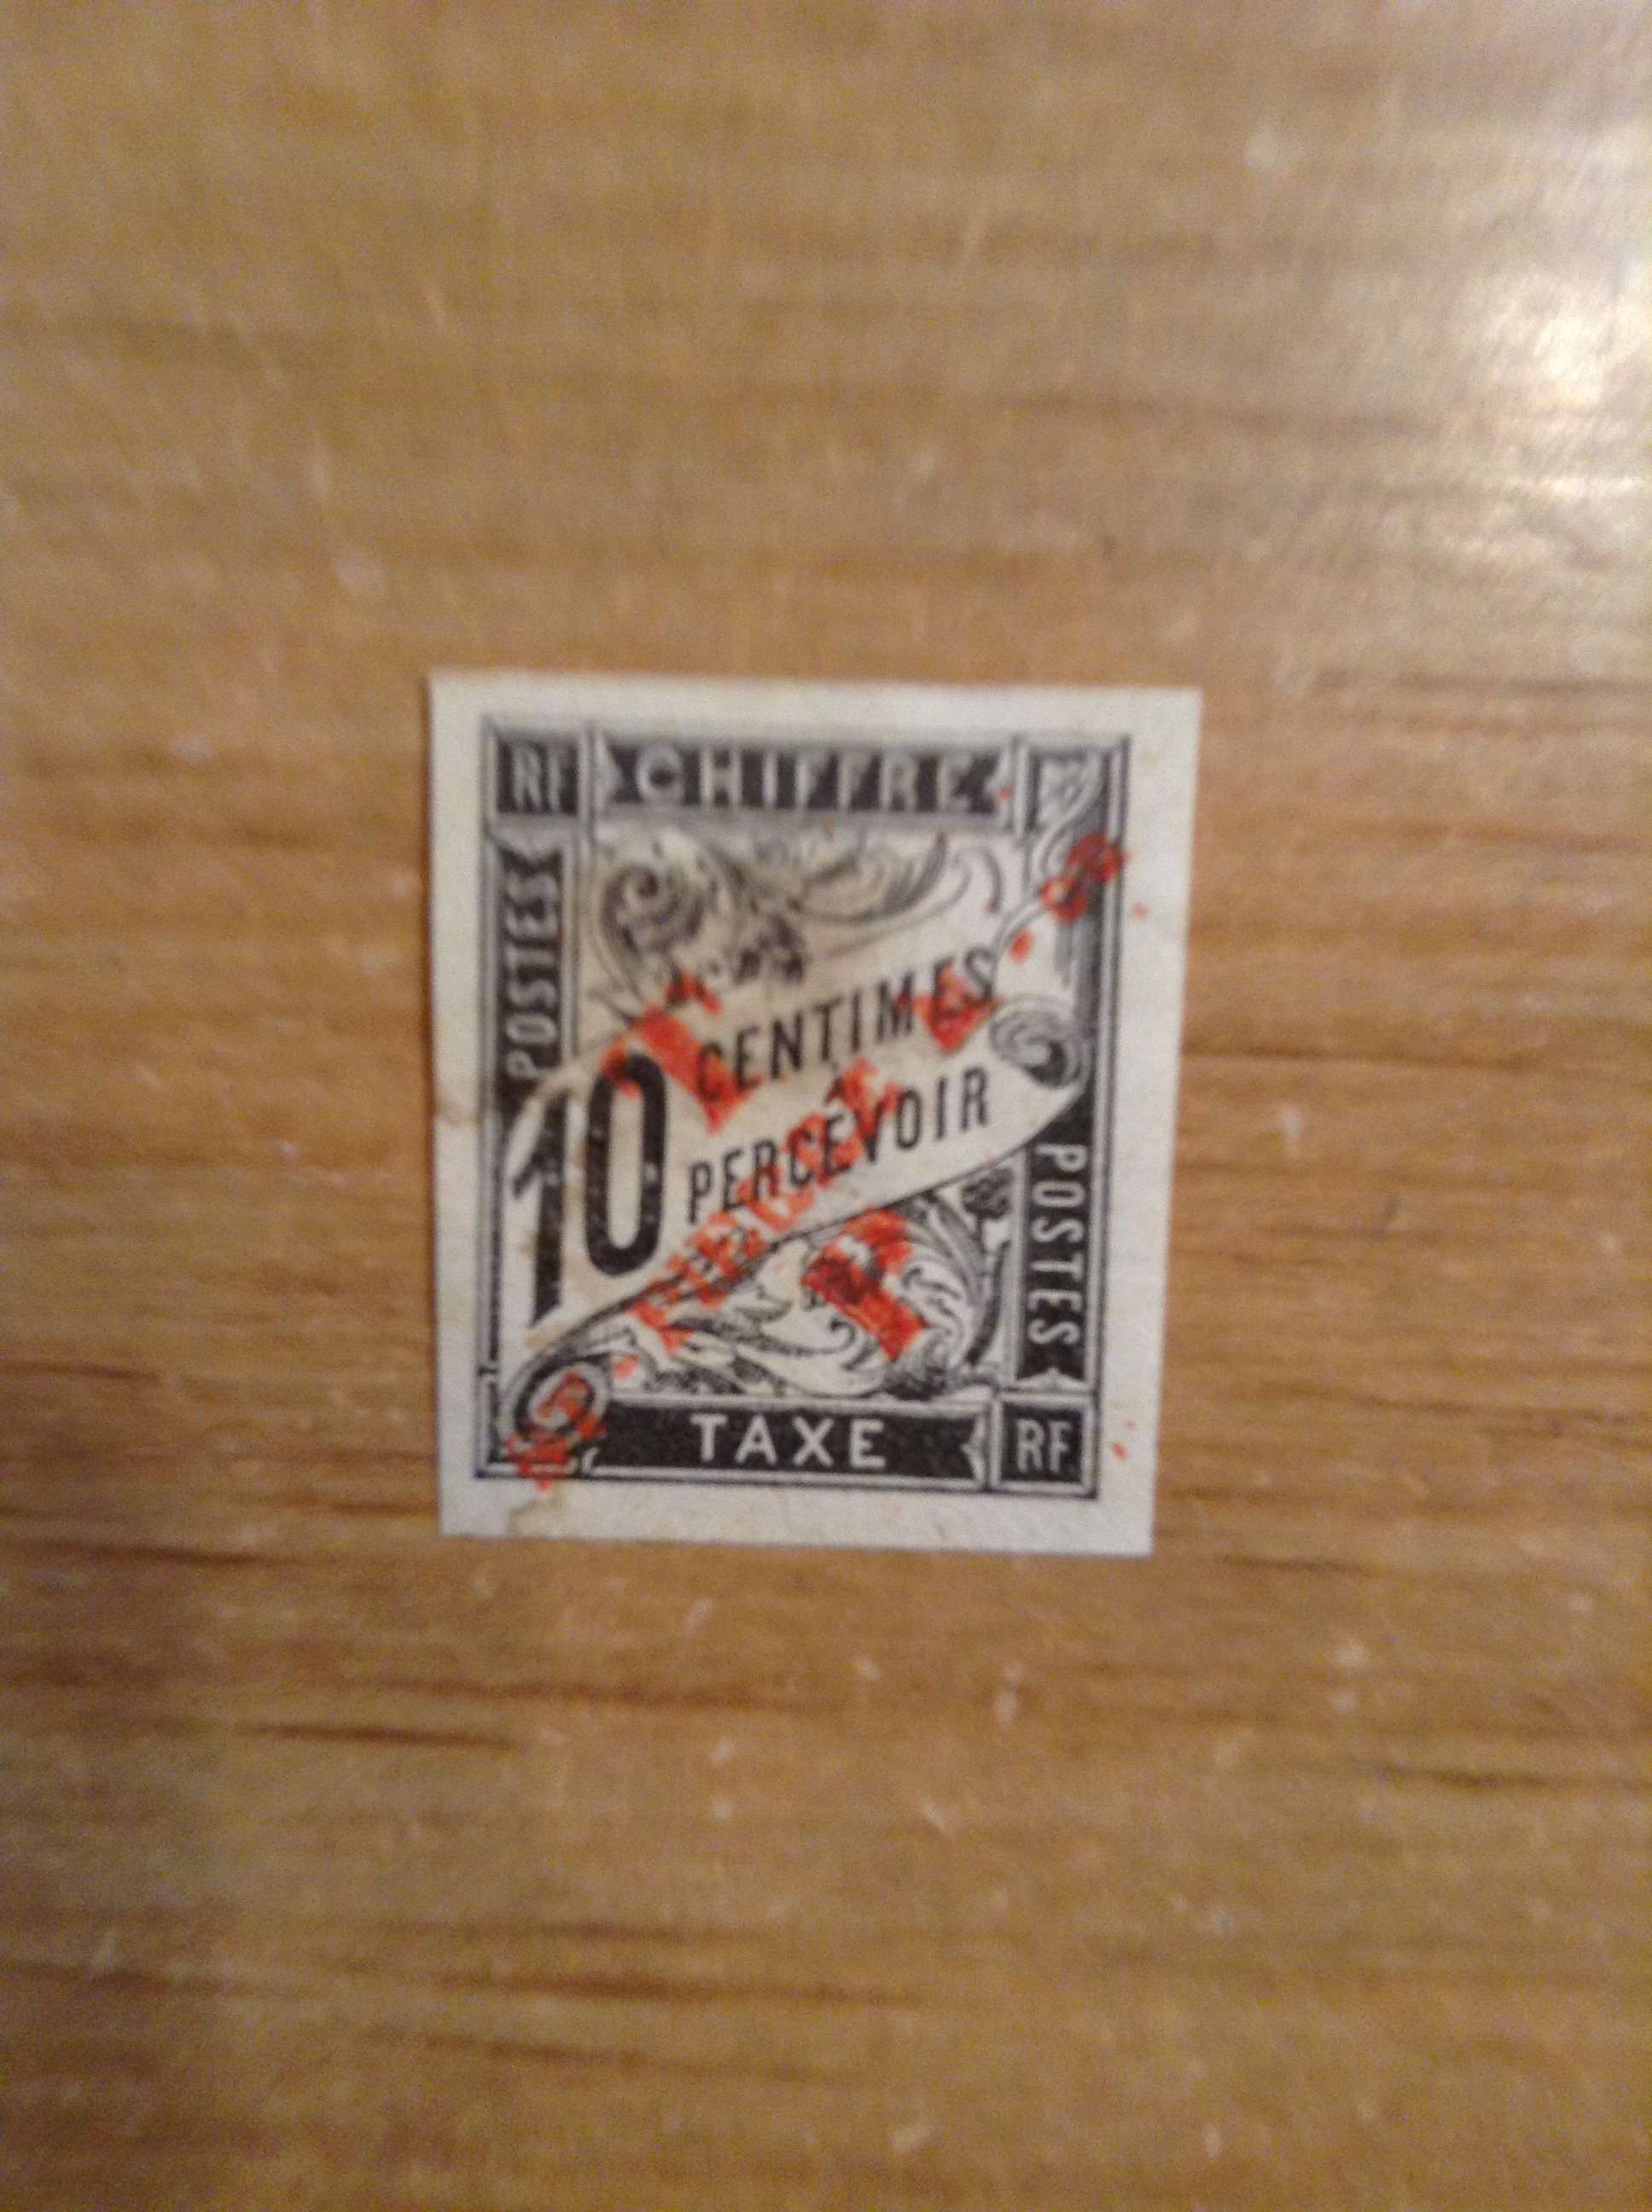 RF CHIFFRE
POSTES
10 CENTIMES
À
PERCEVOIR
POSTES
TAXE RF
T
T